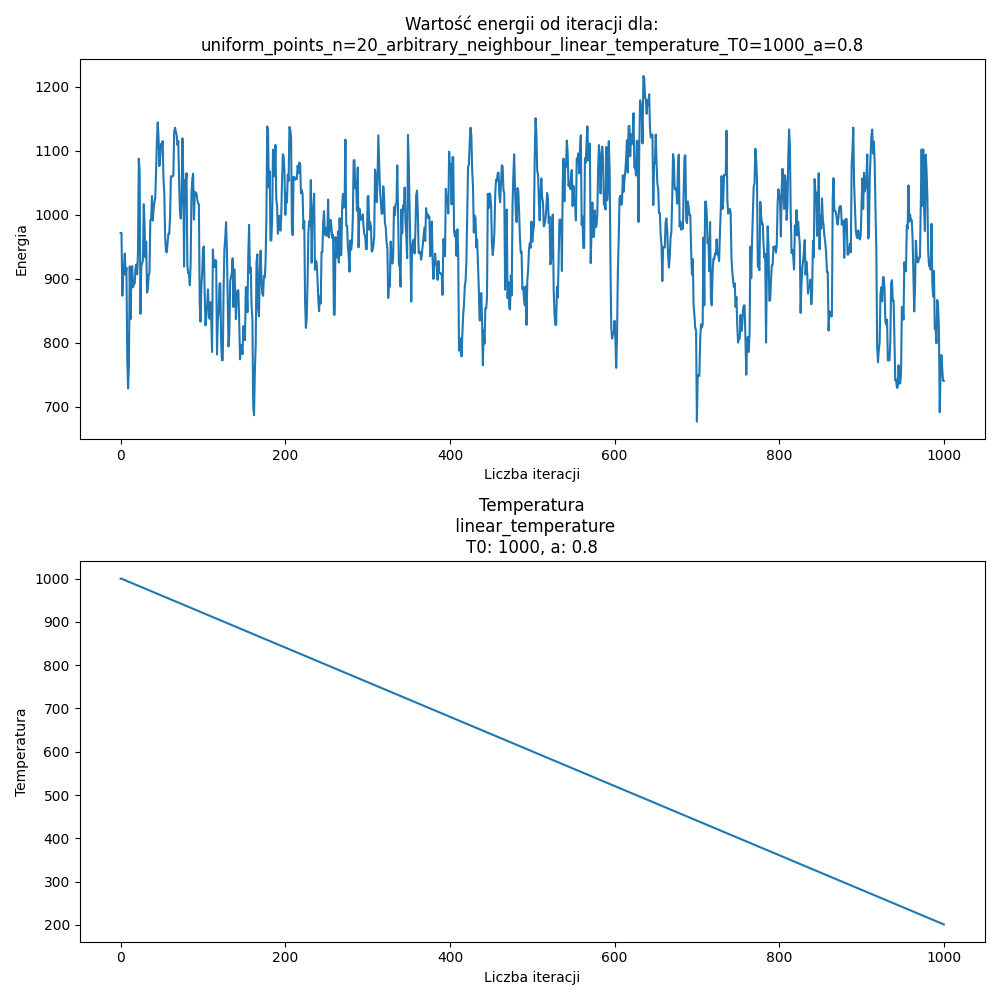 Wartość energii od iteracji dla:
uniform_points_n=20_arbitrary_neighbour_linear_temperature_T0=1000_a=0.8
1200
1100
1000
900
800
700
Energia
0 200 400 600 800 1000
Liczba iteracji
Temperatura
linear_temperature
T0: 1000, a: 0.8
1000
900
800
700
600
500
400
300
200
Temperatura
0 200 400 600 800 1000
Liczba iteracji